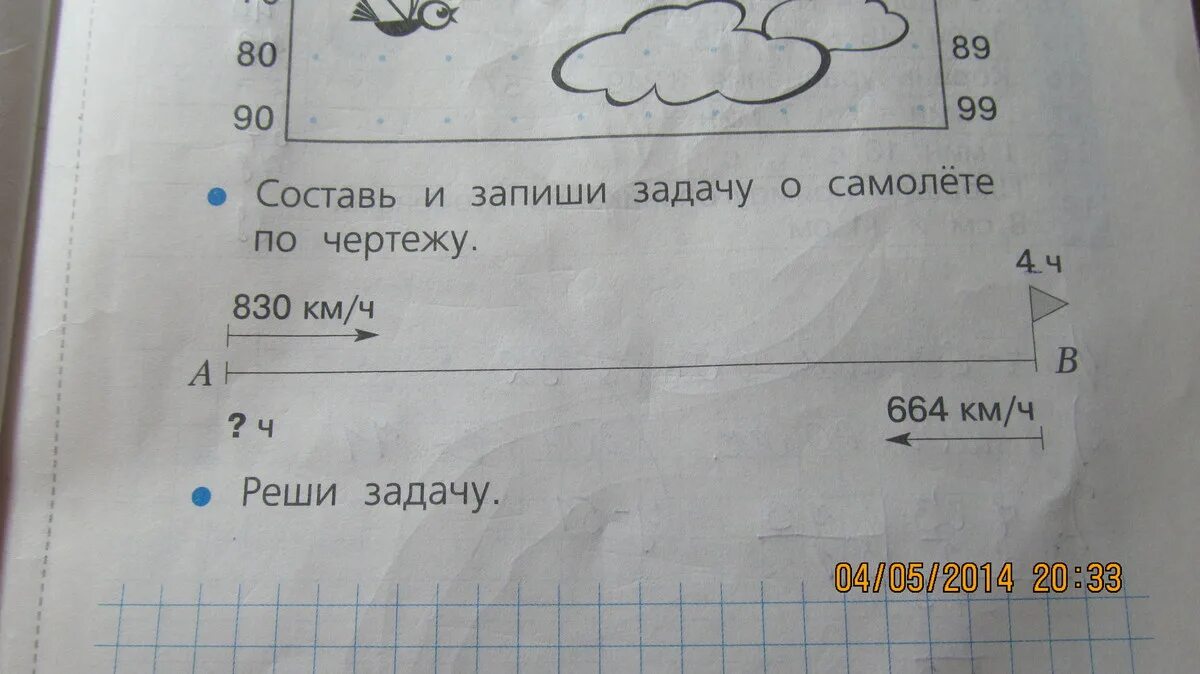 80 89
90 99
Составь и запиши задачу о самолёте
по чертежу.
4 ч
830 км/ч
A B
? ч
664 км/ч
Реши задачу.
04/05/2014 20:33